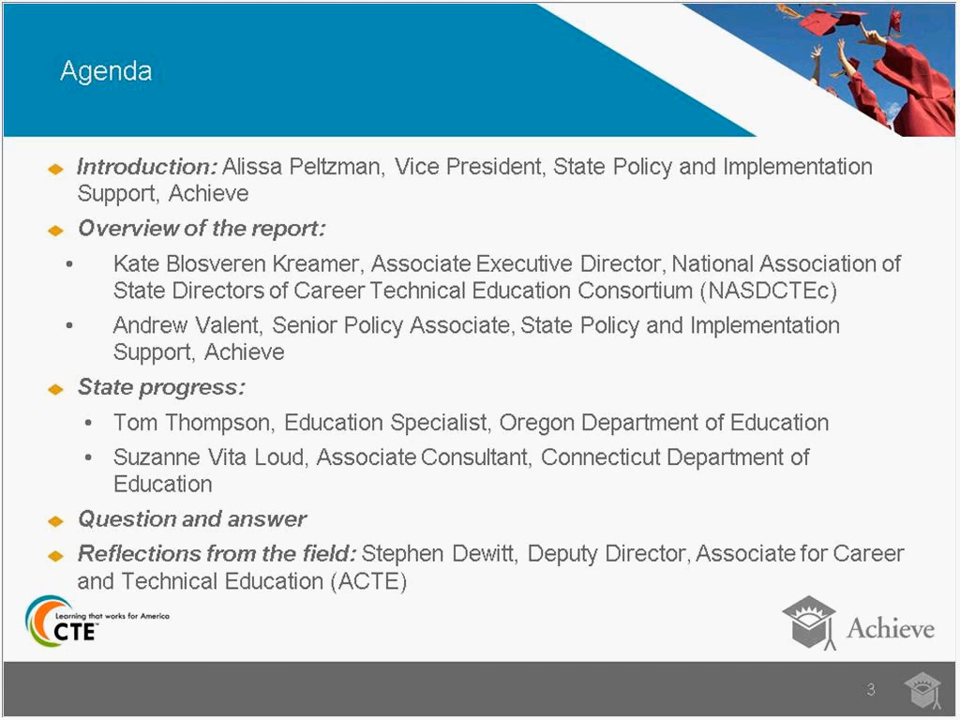 Agenda
Introduction: Alissa Peltzman, Vice President, State Policy and Implementation
Support, Achieve
Overview of the report:
• Kate Blosveren Kreamer, Associate Executive Director, National Association of
State Directors of Career Technical Education Consortium (NASDCTEc)
• Andrew Valent, Senior Policy Associate, State Policy and Implementation
Support, Achieve
State progress:
• Tom Thompson, Education Specialist, Oregon Department of Education
• Suzanne Vita Loud, Associate Consultant, Connecticut Department of
Education
Question and answer
Reflections from the field: Stephen Dewitt, Deputy Director, Associate for Career
and Technical Education (ACTE)
Learning that works for America
CTE™
Achieve
3